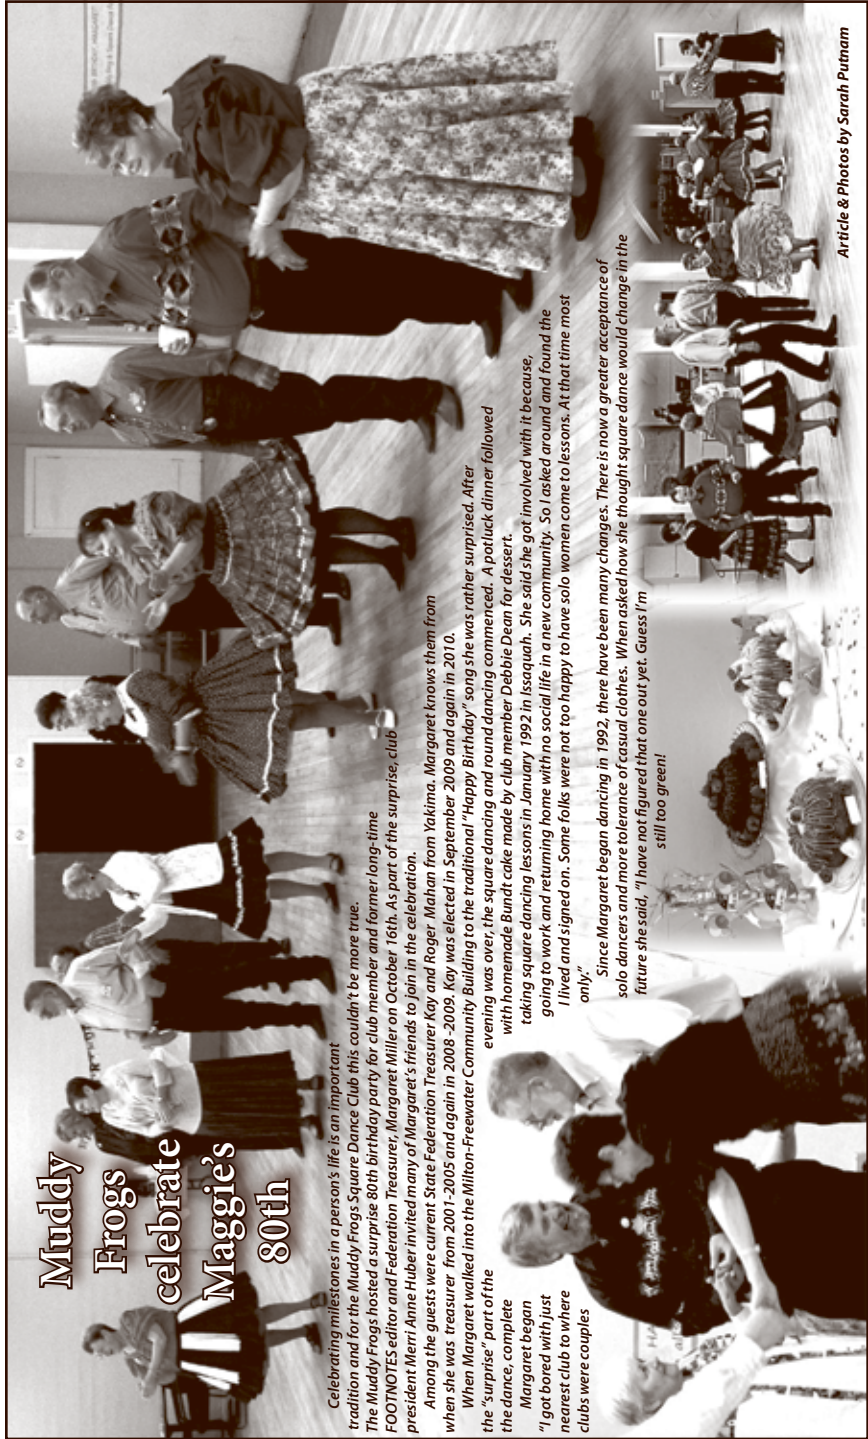 Muddy
Frogs
celebrate
Maggie's
80th
Celebrating milestones in a person's life is an important
tradition and for the Muddy Frogs Square Dance Club this couldn't be more true.
The Muddy Frogs hosted a surprise 80th birthday party for club member and former long-time
FOOTNOTES editor and Federation Treasurer, Margaret Miller on October 16th. As part of the surprise, club
president Merri Anne Huber invited many of Margaret's friends to join in the celebration.
Among the guests were current State Federation Treasurer Kay and Roger Mahan from Yakima. Margaret knows them from
when she was treasurer from 2001-2005 and again in 2008-2009. Kay was elected in September 2009 and again in 2010.
When Margaret walked into the Milton-Freewater Community Building to the traditional "Happy Birthday" song she was rather surprised. After
the "surprise" part of the evening was over, the square dancing and round dancing commenced. A potluck dinner followed
the dance, complete with homemade Bundt cake made by club member Debbie Dean for dessert.
Margaret began taking square dancing lessons in January 1992 in Issaquah. She said she got involved with it because,
"I got bored with just going to work and returning home with no social life in a new community. So I asked around and found the
nearest club to where I lived and signed on. Some folks were not too happy to have solo women come to lessons. At that time most
clubs were couples only."
Since Margaret began dancing in 1992, there have been many changes. There is now a greater acceptance of
solo dancers and more tolerance of casual clothes. When asked how she thought square dance would change in the
future she said, "I have not figured that one out yet. Guess I'm
still too green!
Article & Photos by Sarah Putnam